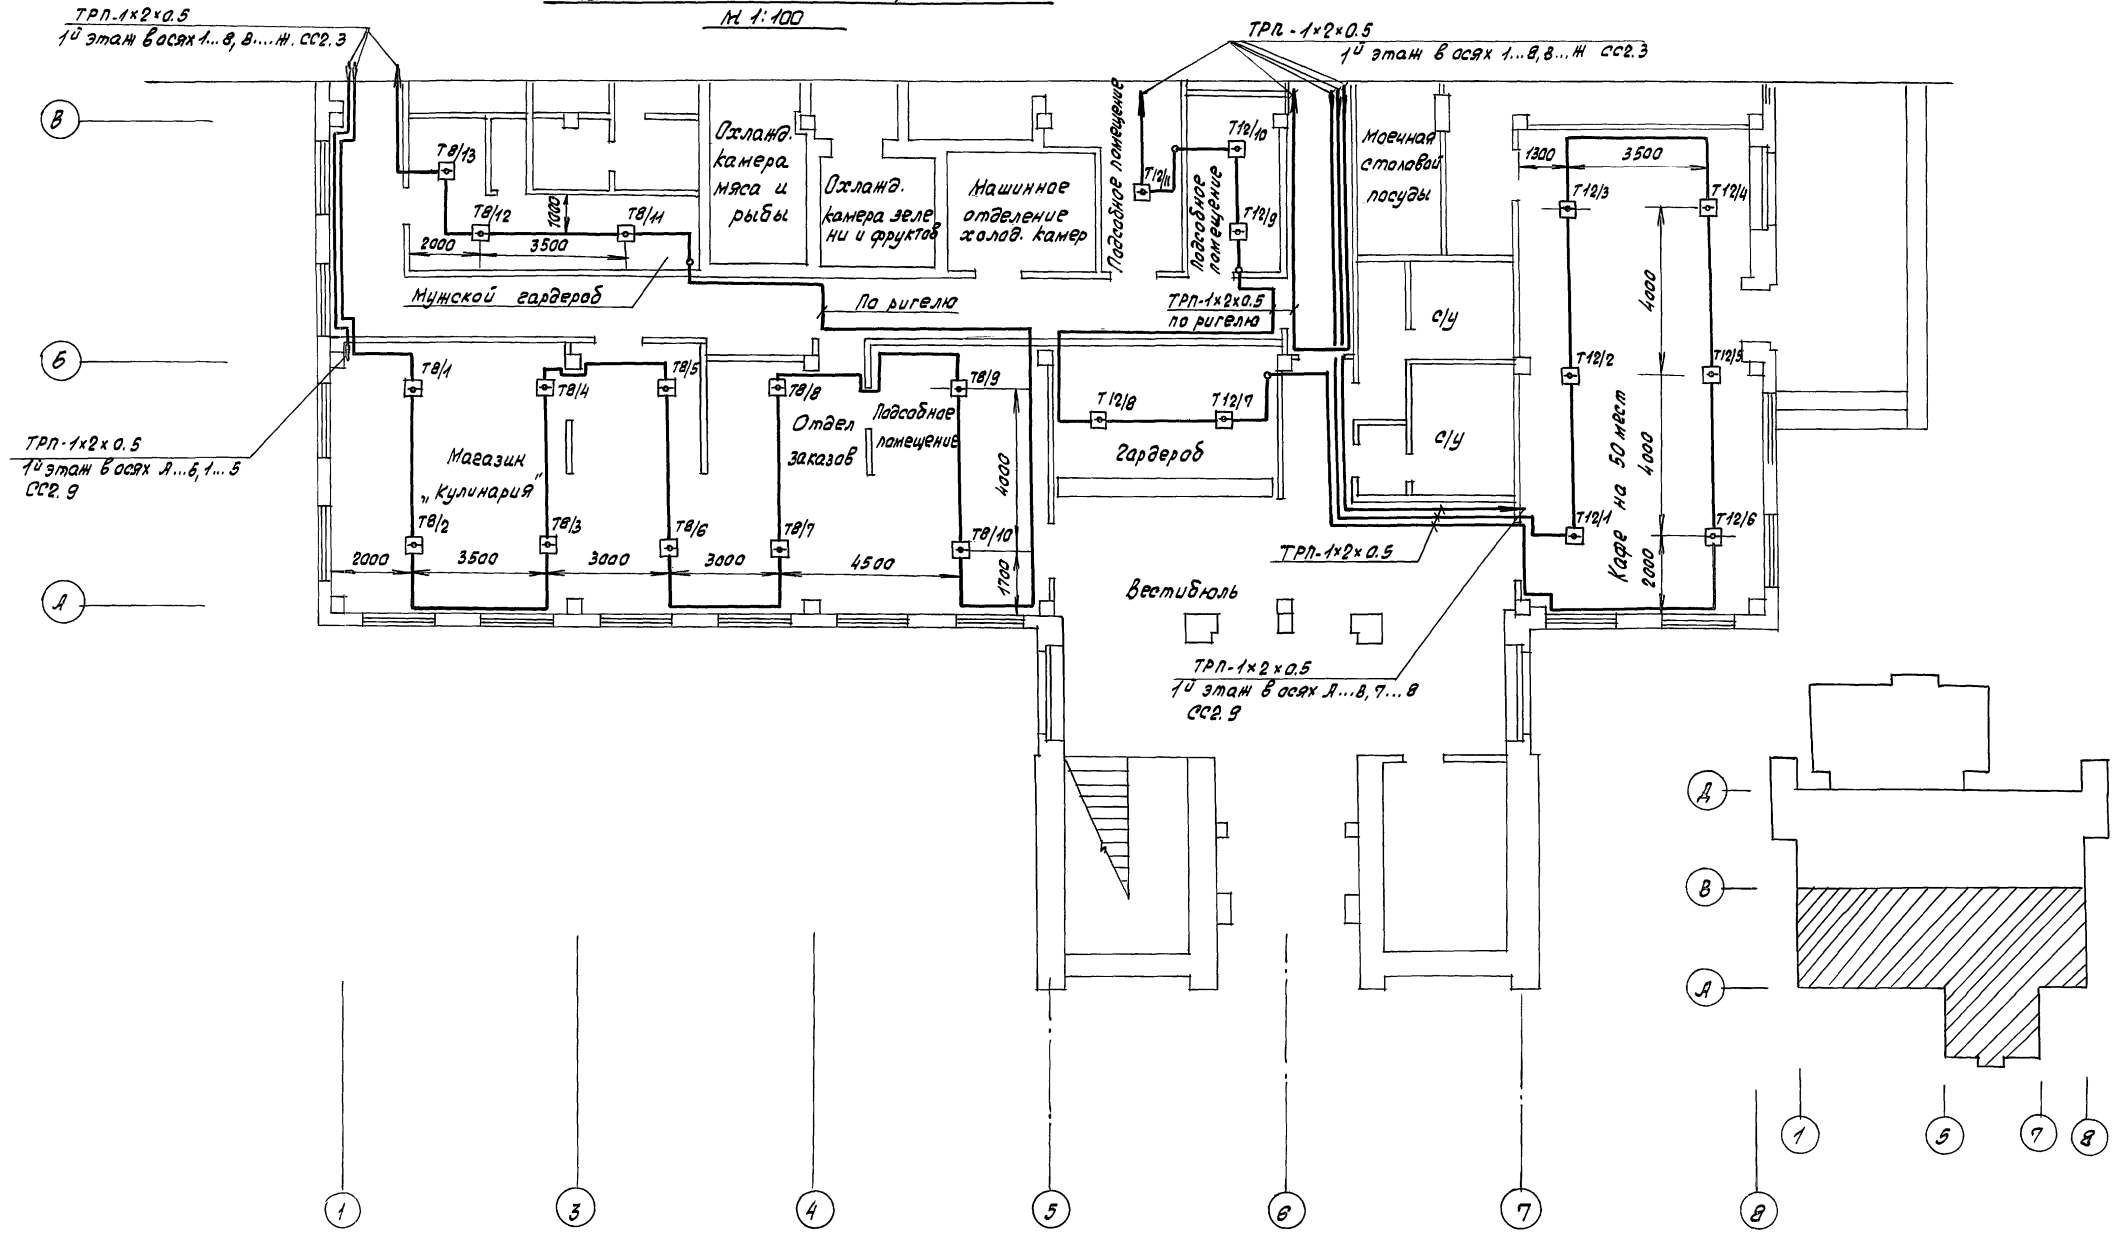 М 1:100
ТРП-1×2×0.5
1й этаж в осях 1...8, В...Ж. СС2.3
ТРП-1×2×0.5
1й этаж в осях 1...8, В...Ж СС2.3
В
Т8/13
Т8/12
Т8/11
1000
2000
3500
Охлажд.
камера
мяса и
рыбы
Охлажд.
камера зеле
ни и фруктов
Машинное
отделение
холод. камер
Подсобное помещение
Т12/11
Подсобное
помещение
Т12/10
Т12/9
Моечная
столовой
посуды
1300
3500
Т12/3
Т12/4
4000
Мужской гардероб
По ригелю
ТРП-1×2×0.5
по ригелю
с/у
Б
Т8/1
Т8/4
Т8/5
Т8/8
Т8/9
Т12/2
Т12/5
Отдел
заказов
Подсобное
помещение
Т12/8
Т12/7
Гардероб
с/у
Кафе на 50 мест
4000
ТРП-1×2×0.5
1й этаж в осях А...Б, 1...5
СС2.9
Магазин
„Кулинария"
4000
Т8/2
Т8/3
Т8/6
Т8/7
Т8/10
Т12/1
Т12/6
2000
3500
3000
3000
4500
1700
ТРП-1×2×0.5
2000
А
Вестибюль
ТРП-1×2×0.5
1й этаж в осях А...В, 7...8
СС2.9
Д
В
А
1
5
7
8
1
3
4
5
6
7
8